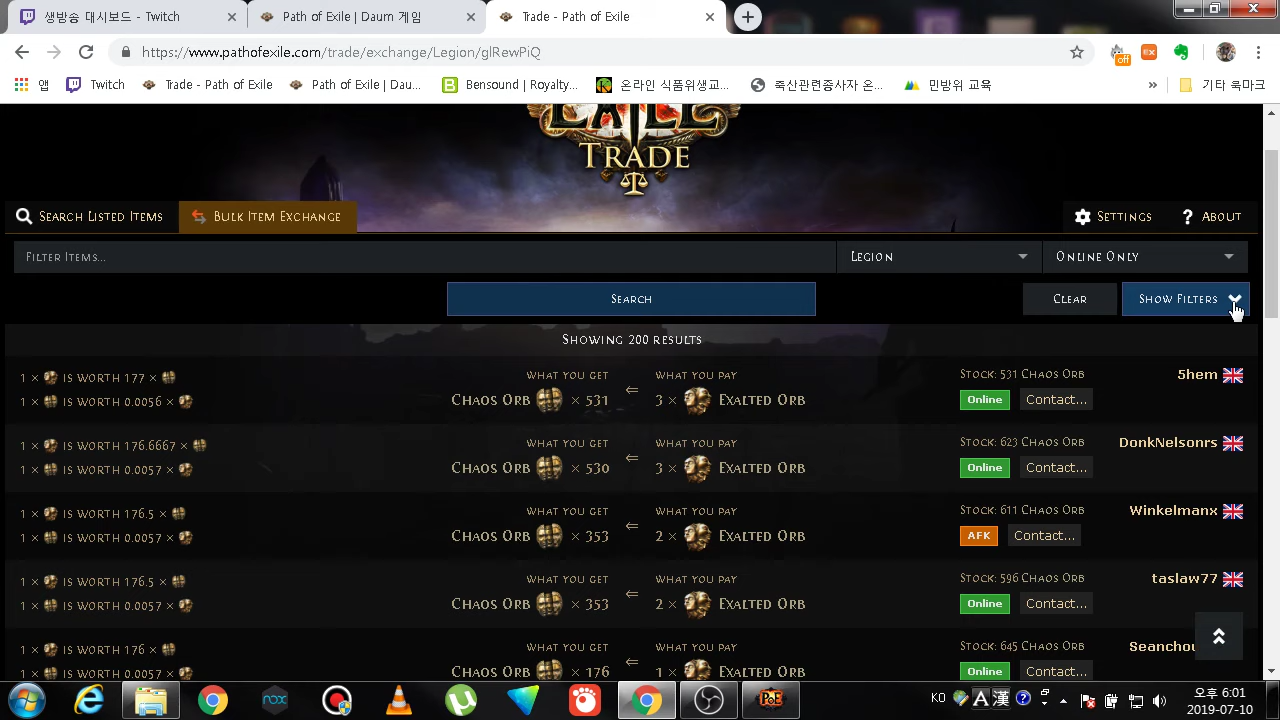 생방송 대시보드 - Twitch
Path of Exile | Daum 게임
Trade - Path of Exile
https://www.pathofexile.com/trade/exchange/Legion/qlRewPiQ
off
앱
Twitch
Trade - Path of Exile
Path of Exile | Dau...
Bensound | Royalty...
온라인 식품위생교...
축산관련종사자 온...
민방위 교육
»
기타 북마크
EXILE
TRADE
SEARCH LISTED ITEMS
BULK ITEM EXCHANGE
SETTINGS
? ABOUT
FILTER ITEMS...
LEGION
ONLINE ONLY
SEARCH
CLEAR
SHOW FILTERS
SHOWING 200 RESULTS
1 × IS WORTH 177 ×
1 × IS WORTH 0.0056 ×
WHAT YOU GET
CHAOS ORB × 531
⇐
WHAT YOU PAY
3 × EXALTED ORB
STOCK: 531 CHAOS ORB
Online
Contact...
5hem
1 × IS WORTH 176.6667 ×
1 × IS WORTH 0.0057 ×
WHAT YOU GET
CHAOS ORB × 530
⇐
WHAT YOU PAY
3 × EXALTED ORB
STOCK: 623 CHAOS ORB
Online
Contact...
DonkNelsonrs
1 × IS WORTH 176.5 ×
1 × IS WORTH 0.0057 ×
WHAT YOU GET
CHAOS ORB × 353
⇐
WHAT YOU PAY
2 × EXALTED ORB
STOCK: 611 CHAOS ORB
AFK
Contact...
Winkelmanx
1 × IS WORTH 176.5 ×
1 × IS WORTH 0.0057 ×
WHAT YOU GET
CHAOS ORB × 353
⇐
WHAT YOU PAY
2 × EXALTED ORB
STOCK: 596 CHAOS ORB
Online
Contact...
taslaw77
1 × IS WORTH 176 ×
1 × IS WORTH 0.0057 ×
WHAT YOU GET
CHAOS ORB × 176
⇐
WHAT YOU PAY
1 × EXALTED ORB
STOCK: 645 CHAOS ORB
Online
Contact...
nox
PoE
KO
A 漢
오후 6:01
2019-07-10